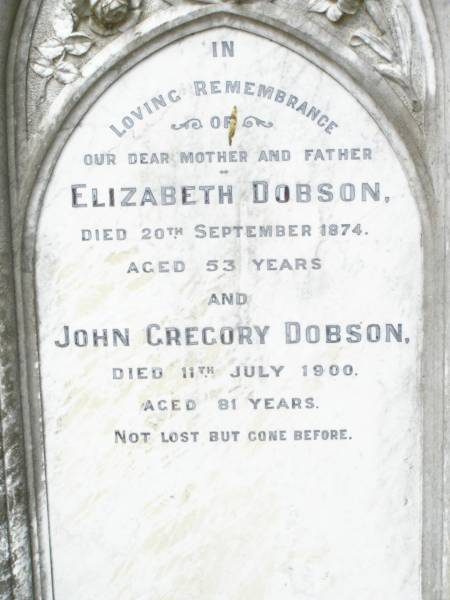 IN
LOVING REMEMBRANCE
OF
OUR DEAR MOTHER AND FATHER
ELIZABETH DOBSON,
DIED 20TH SEPTEMBER 1874.
AGED 53 YEARS
AND
JOHN GREGORY DOBSON,
DIED 11TH JULY 1900.
AGED 81 YEARS.
NOT LOST BUT GONE BEFORE.